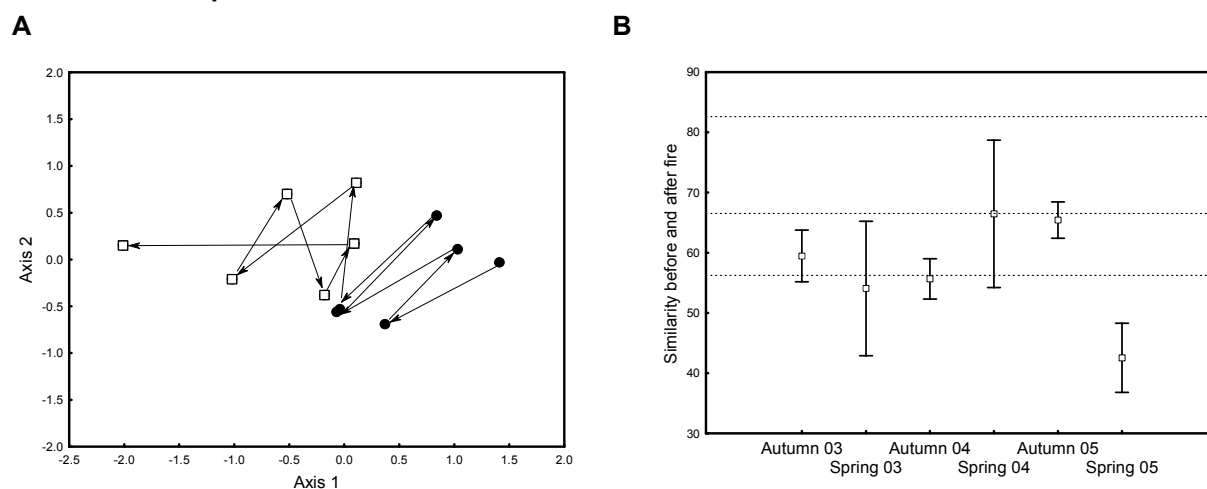 A
B
2.0
1.5
1.0
0.5
0.0
-0.5
-1.0
-1.5
-2.0
Axis 2
-2.5 -2.0 -1.5 -1.0 -0.5 0.0 0.5 1.0 1.5 2.0
Axis 1
90
80
70
60
50
40
30
Similarity before and after fire
Autumn 03 Autumn 04 Autumn 05
Spring 03 Spring 04 Spring 05